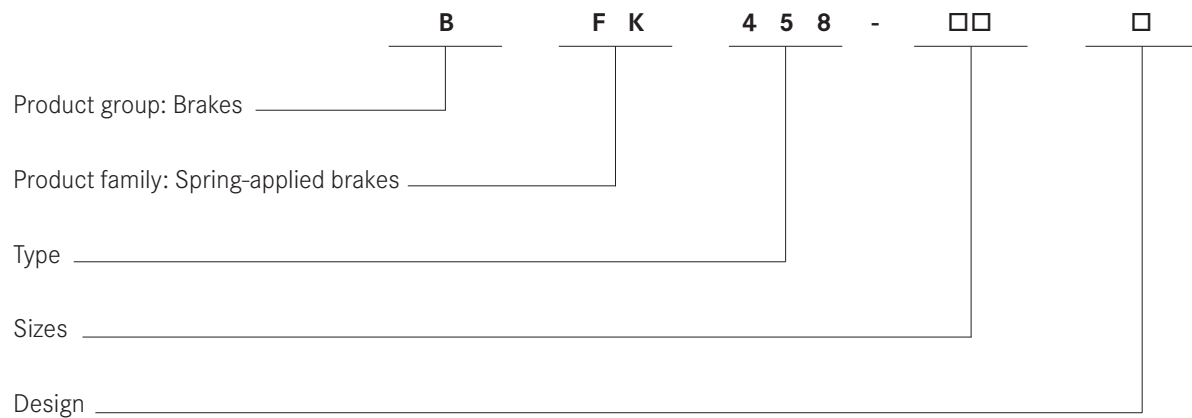 B F K 4 5 8 - □□ □
Product group: Brakes
Product family: Spring-applied brakes
Type
Sizes
Design